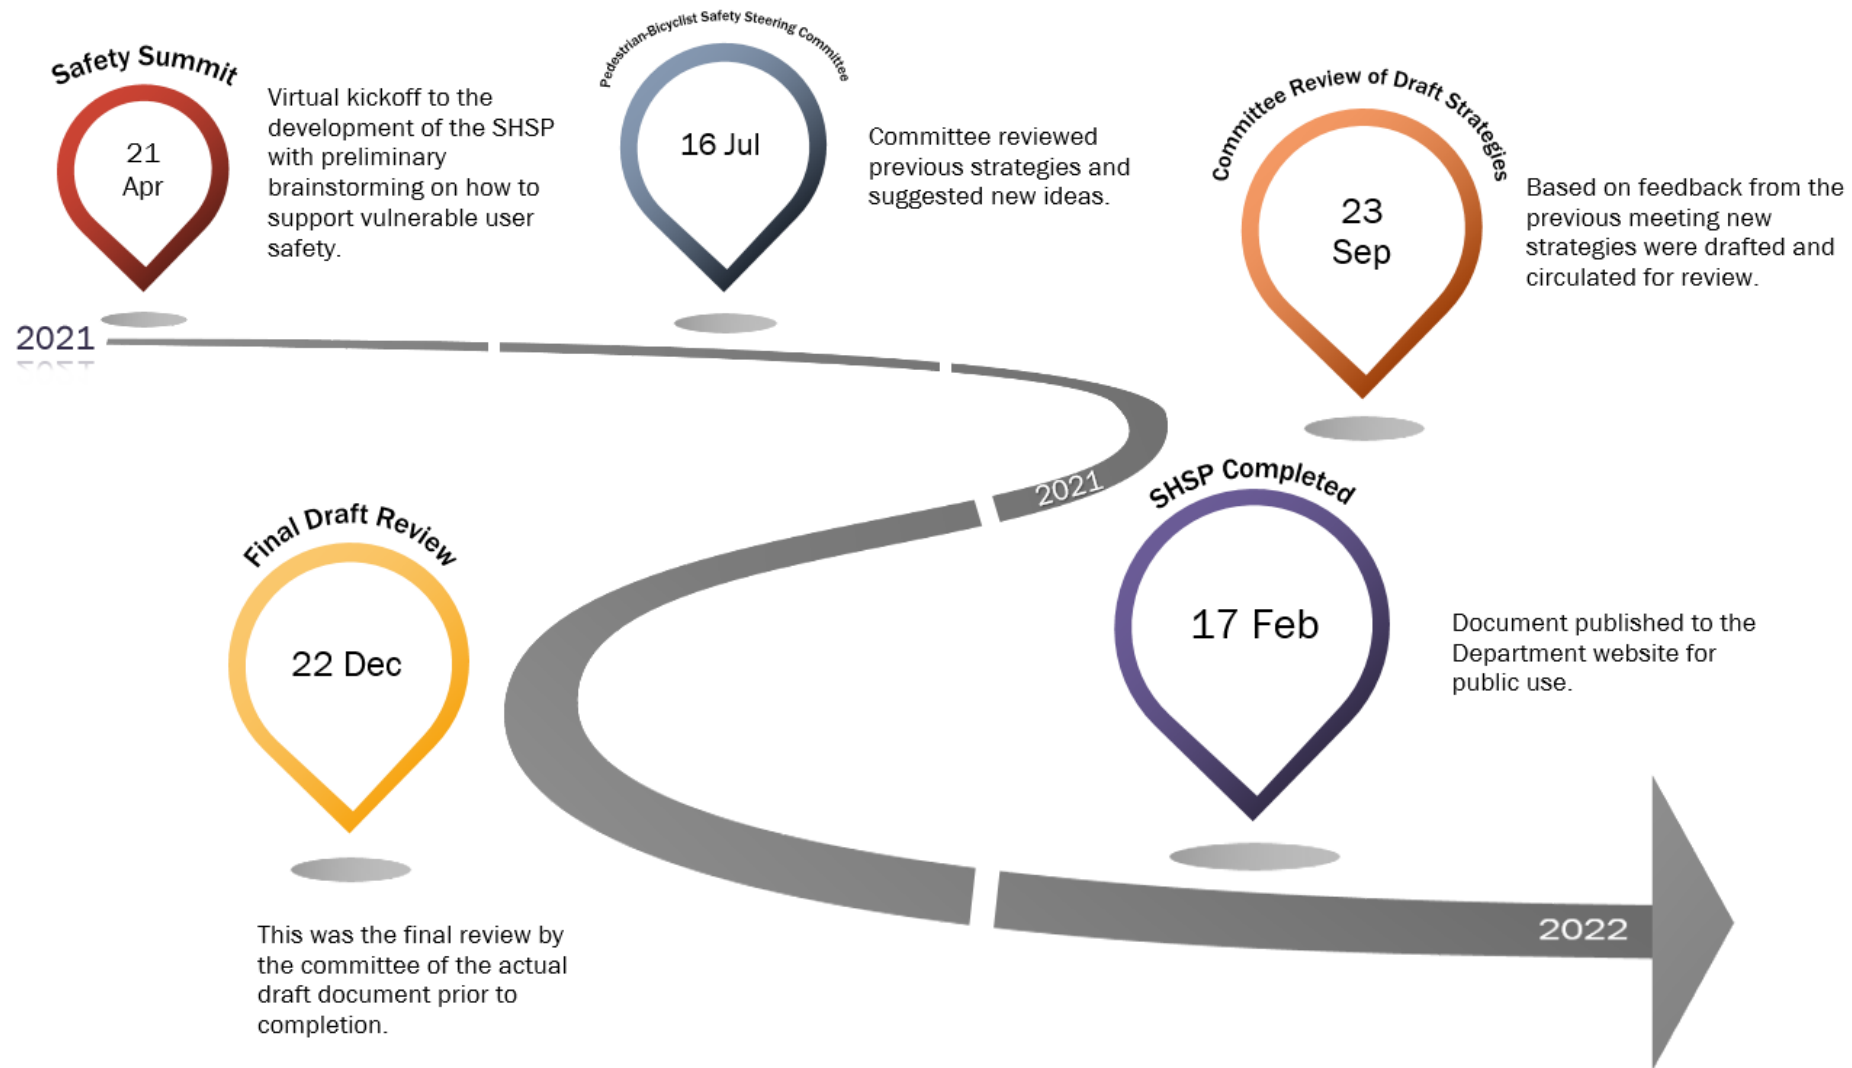 Safety Summit
21
Apr
Virtual kickoff to the
development of the SHSP
with preliminary
brainstorming on how to
support vulnerable user
safety.
Pedestrian-Bicyclist Safety Steering Committee
16 Jul
Committee reviewed
previous strategies and
suggested new ideas.
Committee Review of Draft Strategies
23
Sep
Based on feedback from the
previous meeting new
strategies were drafted and
circulated for review.
2021
2021
SHSP Completed
17 Feb
Document published to the
Department website for
public use.
Final Draft Review
22 Dec
This was the final review by
the committee of the actual
draft document prior to
completion.
2022